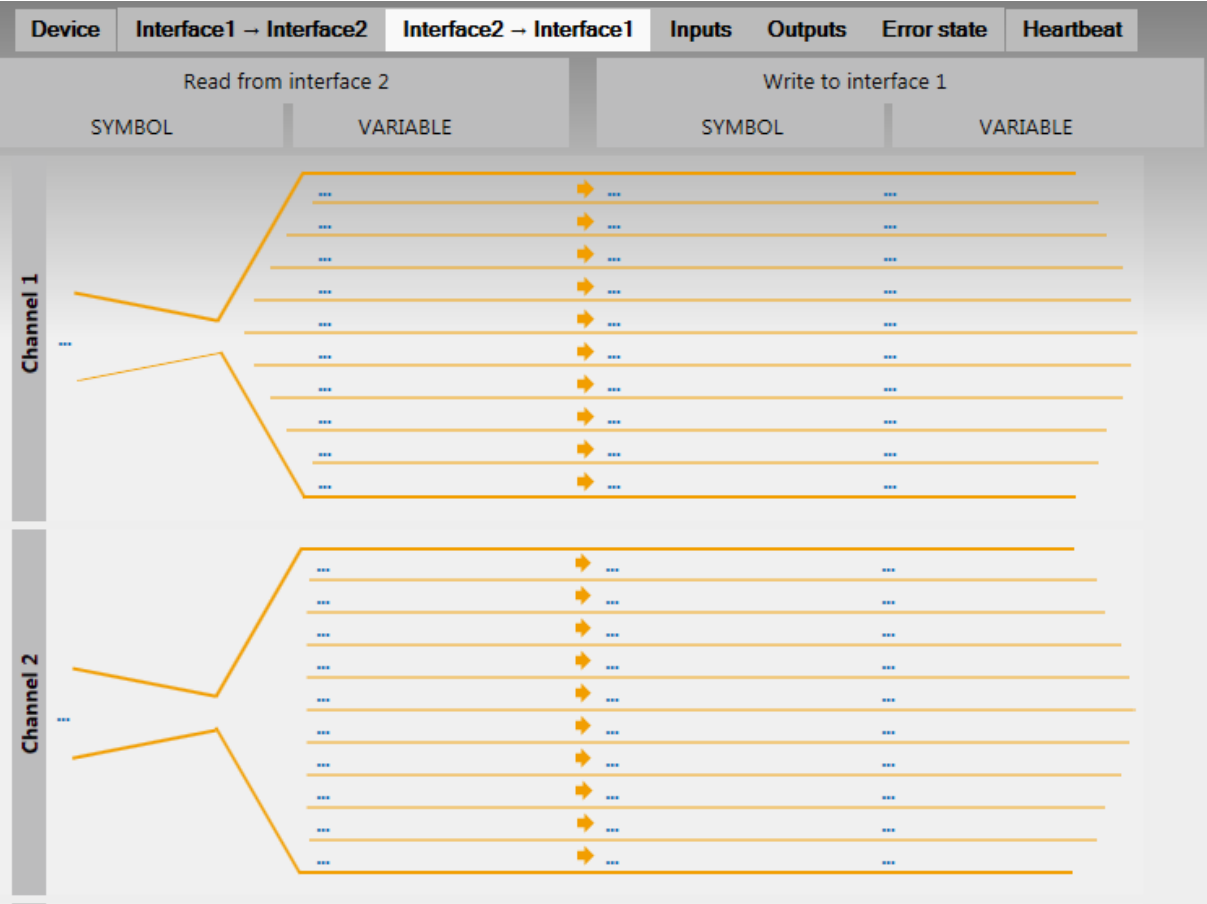 Device Interface1 → Interface2 Interface2 → Interface1 Inputs Outputs Error state Heartbeat
Read from interface 2 Write to interface 1
SYMBOL VARIABLE SYMBOL VARIABLE
Channel 1
... ... ...
... ... ...
... ... ...
... ... ...
... ... ...
...
... ... ...
... ... ...
... ... ...
... ... ...
... ... ...
Channel 2
... ... ...
... ... ...
... ... ...
... ... ...
... ... ...
...
... ... ...
... ... ...
... ... ...
... ... ...
... ... ...